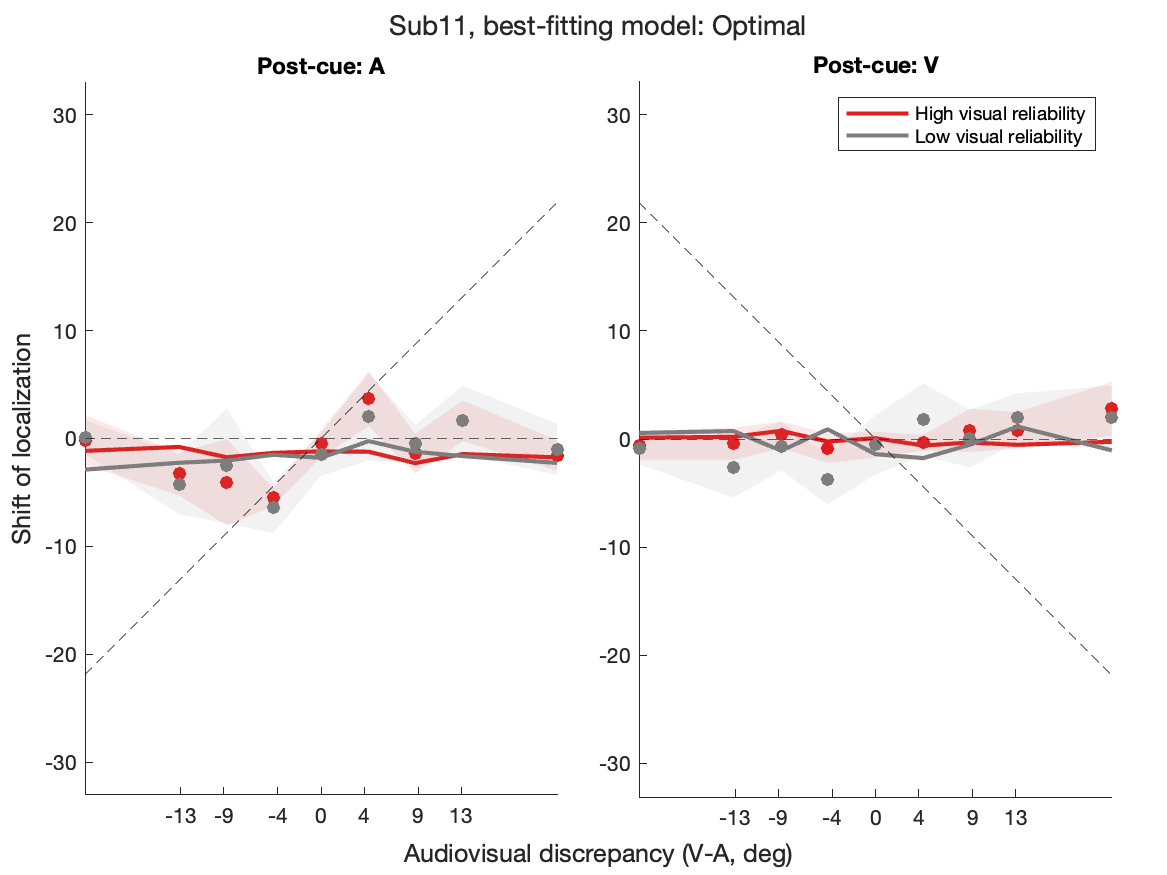 Sub11, best-fitting model: Optimal
Post-cue: A
Post-cue: V
High visual reliability
Low visual reliability
30
20
10
0
-10
-20
-30
-13 -9 -4 0 4 9 13
30
20
10
0
-10
-20
-30
-13 -9 -4 0 4 9 13
Shift of localization
Audiovisual discrepancy (V-A, deg)